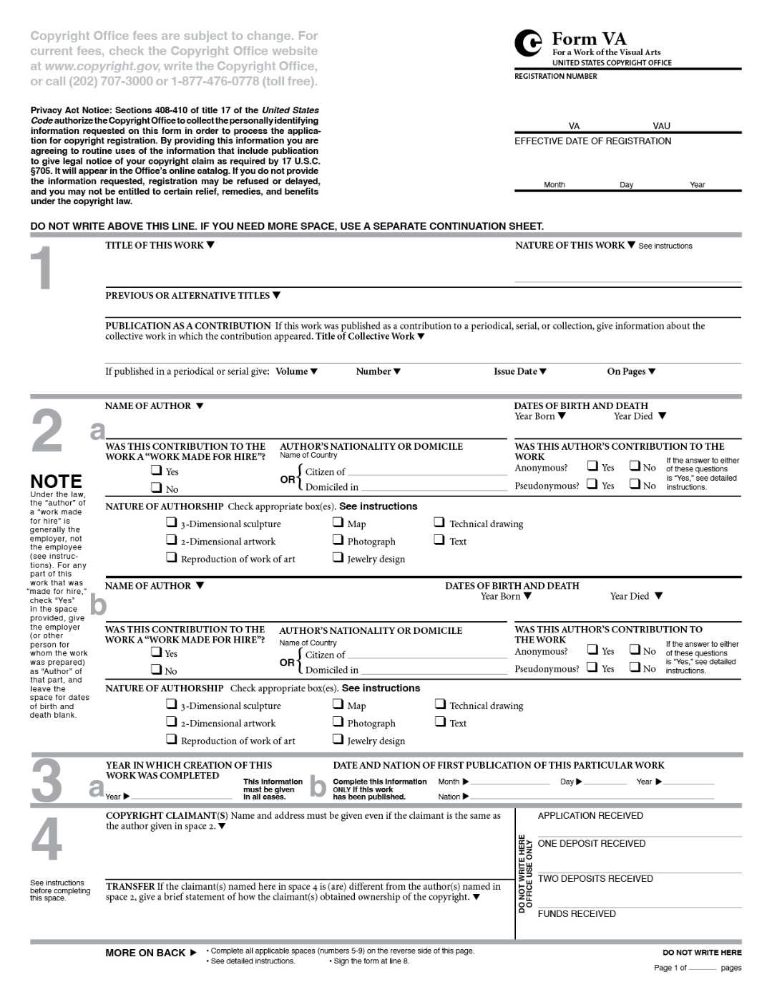 Copyright Office fees are subject to change. For
current fees, check the Copyright Office website
at www.copyright.gov, write the Copyright Office,
or call (202) 707-3000 or 1-877-476-0778 (toll free).
Privacy Act Notice: Sections 408-410 of title 17 of the United States
Code authorize the Copyright Office to collect the personally identifying
information requested on this form in order to process the applica-
tion for copyright registration. By providing this information you are
agreeing to routine uses of the information that include publication
to give legal notice of your copyright claim as required by 17 U.S.C.
§705. It will appear in the Office's online catalog. If you do not provide
the information requested, registration may be refused or delayed,
and you may not be entitled to certain relief, remedies, and benefits
under the copyright law.
Form VA
For a Work of the Visual Arts
UNITED STATES COPYRIGHT OFFICE
REGISTRATION NUMBER
VA VAU
EFFECTIVE DATE OF REGISTRATION
Month Day Year
DO NOT WRITE ABOVE THIS LINE. IF YOU NEED MORE SPACE, USE A SEPARATE CONTINUATION SHEET.
1
TITLE OF THIS WORK ▼ NATURE OF THIS WORK ▼ See instructions
PREVIOUS OR ALTERNATIVE TITLES ▼
PUBLICATION AS A CONTRIBUTION If this work was published as a contribution to a periodical, serial, or collection, give information about the
collective work in which the contribution appeared. Title of Collective Work ▼
If published in a periodical or serial give: Volume ▼ Number ▼ Issue Date ▼ On Pages ▼
2
NOTE
Under the law,
the "author" of
a "work made
for hire" is
generally the
employer, not
the employee
(see instruc-
tions). For any
part of this
work that was
"made for hire,"
check "Yes"
in the space
provided, give
the employer
(or other
person for
whom the work
was prepared)
as "Author" of
that part, and
leave the
space for dates
of birth and
death blank.
a
NAME OF AUTHOR ▼ DATES OF BIRTH AND DEATH
Year Born ▼ Year Died ▼
WAS THIS CONTRIBUTION TO THE
WORK A "WORK MADE FOR HIRE"?
❏ Yes
❏ No
AUTHOR'S NATIONALITY OR DOMICILE
Name of Country
OR
Citizen of
Domiciled in
WAS THIS AUTHOR'S CONTRIBUTION TO THE
WORK
Anonymous? ❏ Yes ❏ No
Pseudonymous? ❏ Yes ❏ No
If the answer to either
of these questions
is "Yes," see detailed
instructions.
NATURE OF AUTHORSHIP Check appropriate box(es). See instructions
❏ 3-Dimensional sculpture ❏ Map ❏ Technical drawing
❏ 2-Dimensional artwork ❏ Photograph ❏ Text
❏ Reproduction of work of art ❏ Jewelry design
b
NAME OF AUTHOR ▼ DATES OF BIRTH AND DEATH
Year Born ▼ Year Died ▼
WAS THIS CONTRIBUTION TO THE
WORK A "WORK MADE FOR HIRE"?
❏ Yes
❏ No
AUTHOR'S NATIONALITY OR DOMICILE
Name of Country
OR
Citizen of
Domiciled in
WAS THIS AUTHOR'S CONTRIBUTION TO
THE WORK
Anonymous? ❏ Yes ❏ No
Pseudonymous? ❏ Yes ❏ No
If the answer to either
of these questions
is "Yes," see detailed
instructions.
NATURE OF AUTHORSHIP Check appropriate box(es). See instructions
❏ 3-Dimensional sculpture ❏ Map ❏ Technical drawing
❏ 2-Dimensional artwork ❏ Photograph ❏ Text
❏ Reproduction of work of art ❏ Jewelry design
3
a
YEAR IN WHICH CREATION OF THIS
WORK WAS COMPLETED
Year ▶
This information
must be given
in all cases.
b
DATE AND NATION OF FIRST PUBLICATION OF THIS PARTICULAR WORK
Complete this information
ONLY if this work
has been published.
Month ▶ Day ▶ Year ▶
Nation ▶
4
See instructions
before completing
this space.
COPYRIGHT CLAIMANT(S) Name and address must be given even if the claimant is the same as
the author given in space 2. ▼
TRANSFER If the claimant(s) named here in space 4 is (are) different from the author(s) named in
space 2, give a brief statement of how the claimant(s) obtained ownership of the copyright. ▼
DO NOT WRITE HERE
OFFICE USE ONLY
APPLICATION RECEIVED
ONE DEPOSIT RECEIVED
TWO DEPOSITS RECEIVED
FUNDS RECEIVED
MORE ON BACK ▶
• Complete all applicable spaces (numbers 5-9) on the reverse side of this page.
• See detailed instructions. • Sign the form at line 8.
DO NOT WRITE HERE
Page 1 of pages